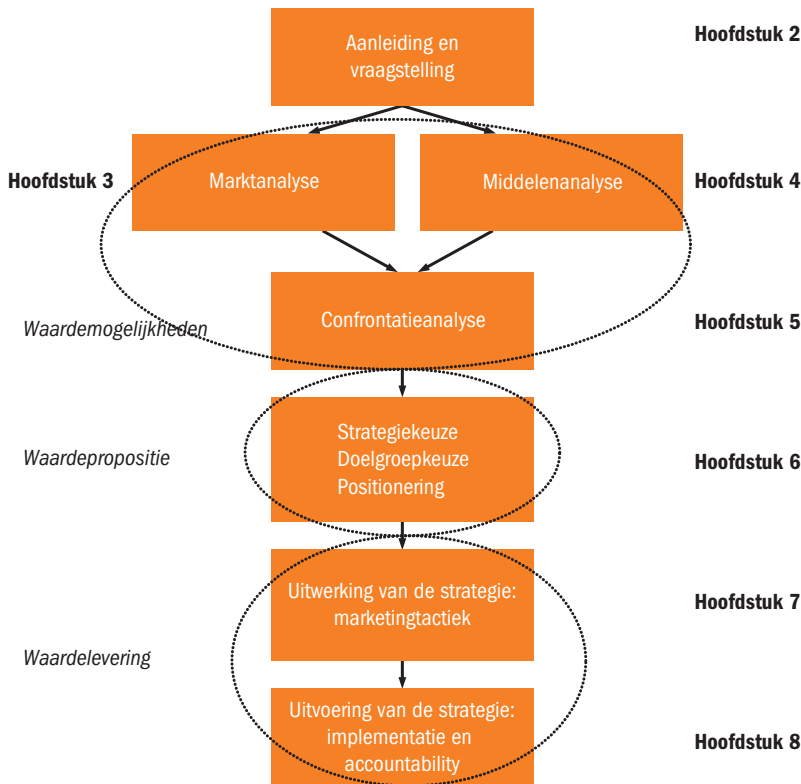 Aanleiding en
vraagstelling
Hoofdstuk 2
Hoofdstuk 3
Marktanalyse
Middelenanalyse
Hoofdstuk 4
Waardemogelijkheden
Confrontatieanalyse
Hoofdstuk 5
Waardepropositie
Strategiekeuze
Doelgroepkeuze
Positionering
Hoofdstuk 6
Uitwerking van de strategie:
marketingtactiek
Hoofdstuk 7
Waardelevering
Uitvoering van de strategie:
implementatie en
accountability
Hoofdstuk 8